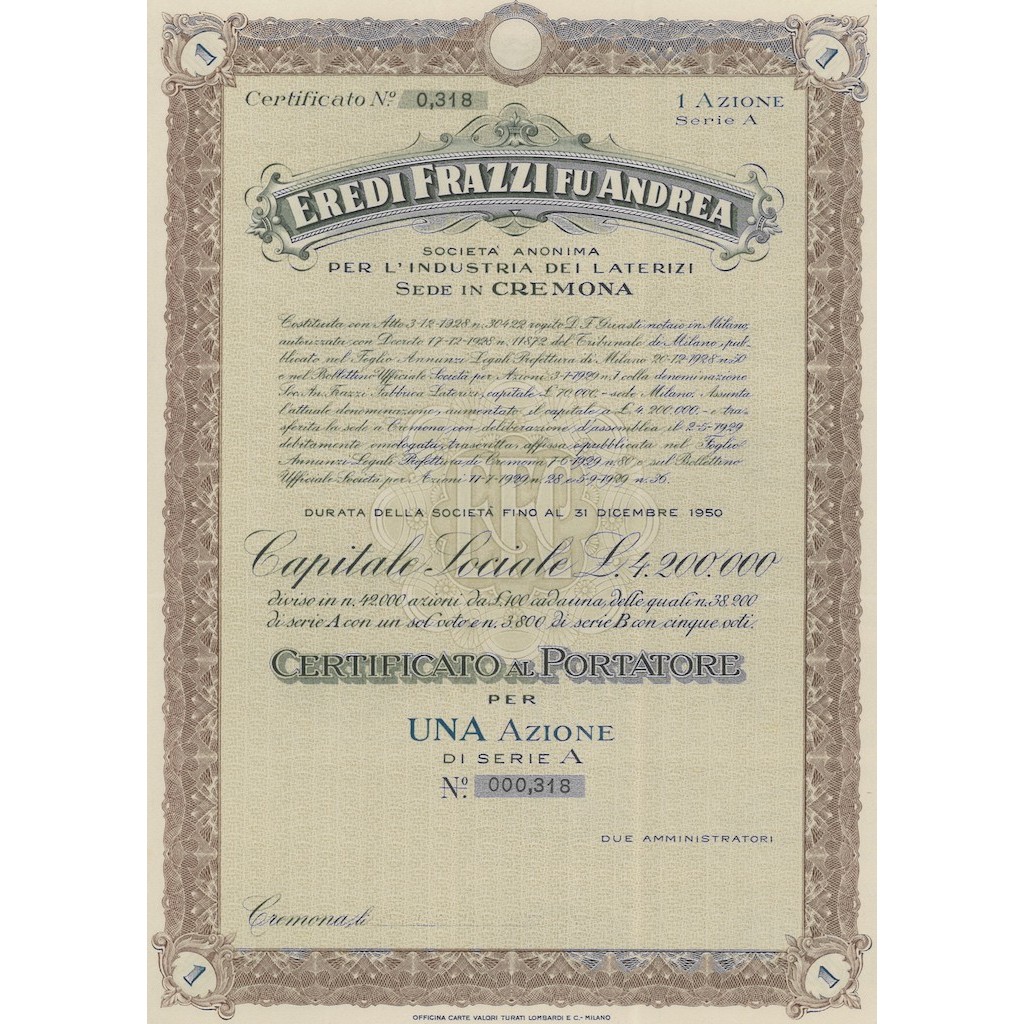 1
1
Certificato Nº 0,318
1 AZIONE
Serie A
EREDI FRAZZI FU ANDREA
SOCIETÀ ANONIMA
PER L'INDUSTRIA DEI LATERIZI
SEDE IN CREMONA
Costituita con Atto 3-12-1928 n. 30422 rogito D. F. Guasti notaio in Milano,
autorizzata con Decreto 17-12-1928 n. 11872 del Tribunale di Milano, pub-
blicato nel Foglio Annunzi Legali Prefettura di Milano 20-12-1928 n. 50
e nel Bollettino Ufficiale Società per Azioni 3-1-1929 n. 1 colla denominazione
Soc. An. Frazzi Fabbrica Laterizi, capitale £ 70.000,- sede Milano. Assunta
l'attuale denominazione, aumentato il capitale a £ 4.200.000,- e tra-
sferita la sede a Cremona con deliberazione d'assemblea il 2-5-1929
debitamente omologata, trascritta, affissa e pubblicata nel Foglio
Annunzi Legali Prefettura di Cremona 1-6-1929 n. 80 e sul Bollettino
Ufficiale Società per Azioni 11-7-1929 n. 28 e 5-9-1929 n. 36.
DURATA DELLA SOCIETÀ FINO AL 31 DICEMBRE 1950
Capitale Sociale £. 4.200.000
diviso in n. 42.000 azioni da £ 100 cadauna, delle quali n. 38.200
di serie A con un sol voto e n. 3.800 di serie B con cinque voti.
CERTIFICATO AL PORTATORE
PER
UNA AZIONE
DI SERIE A
Nº. 000,318
DUE AMMINISTRATORI
Cremona, li
1
1
OFFICINA CARTE VALORI TURATI LOMBARDI E C.- MILANO